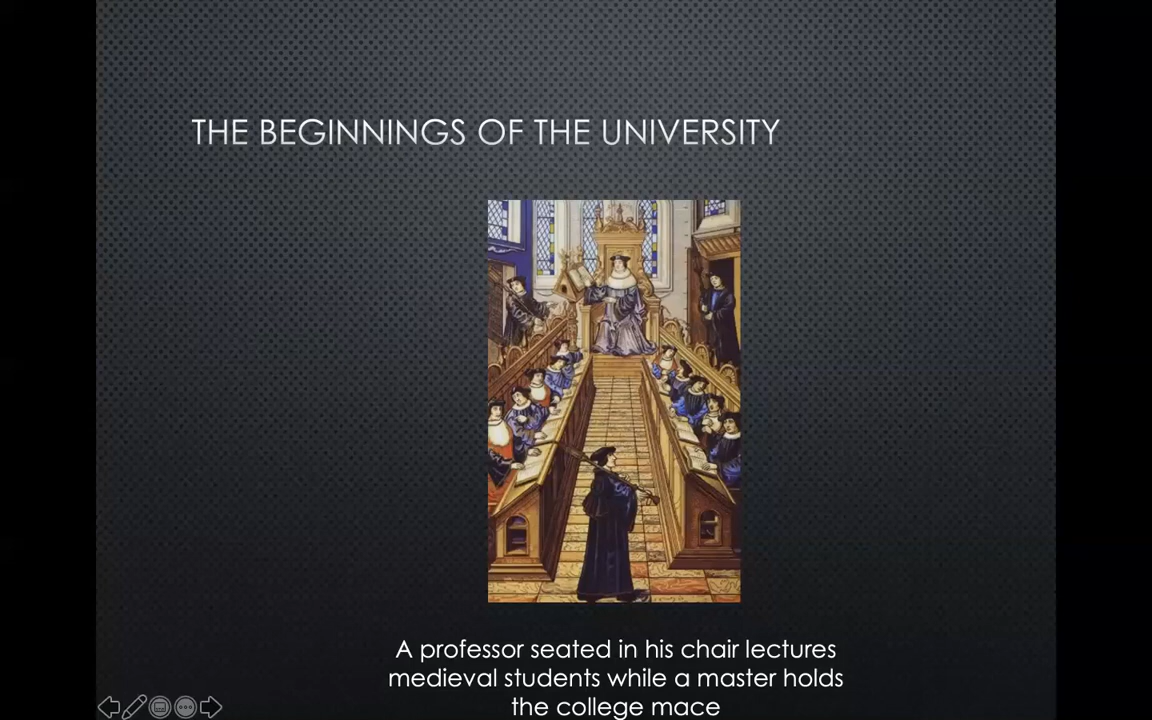 THE BEGINNINGS OF THE UNIVERSITY
A professor seated in his chair lectures
medieval students while a master holds
the college mace